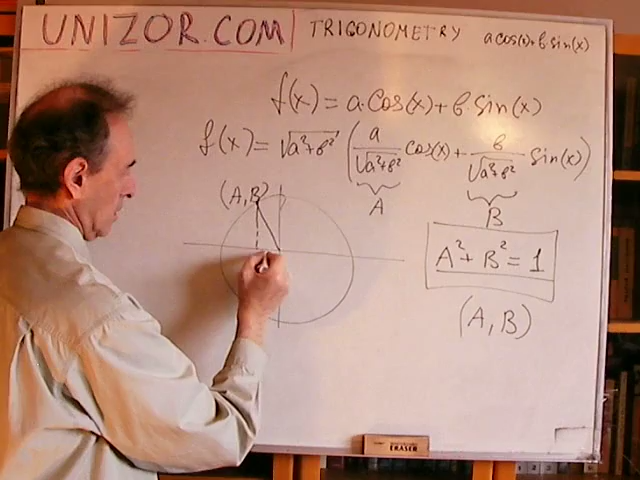 UNIZOR.COM | TRIGONOMETRY a cos(x)+b·sin(x)
f(x) = a·Cos(x)+b·Sin(x)
f(x) = √(a²+b²) (a/√(a²+b²) cos(x) + b/√(a²+b²) Sin(x))
A B
(A,B)
A²+B²=1
(A,B)
ERASER